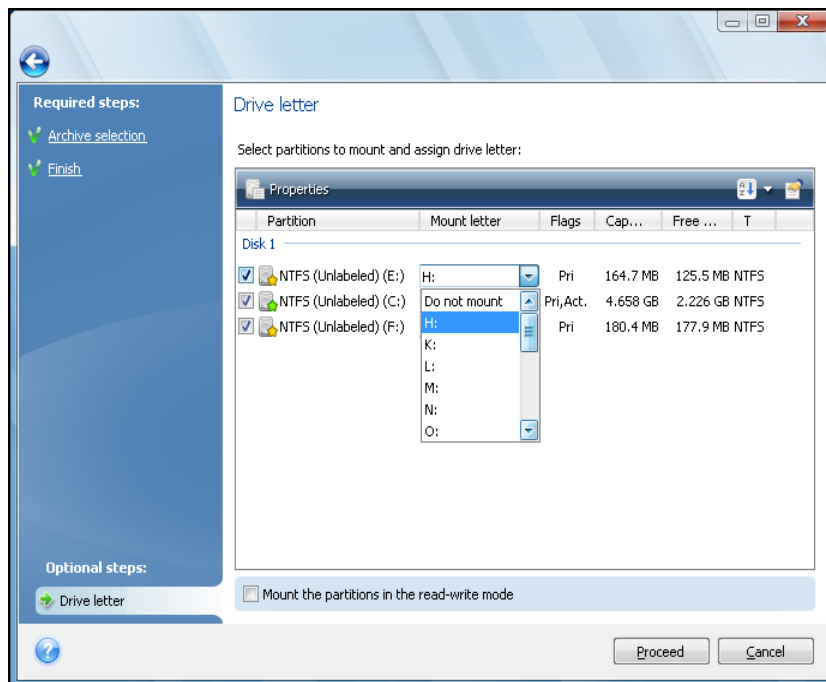 Required steps:
Archive selection
Finish
Drive letter
Select partitions to mount and assign drive letter:
Properties
Partition Mount letter Flags Cap... Free ... T
Disk 1
NTFS (Unlabeled) (E:) H: Pri 164.7 MB 125.5 MB NTFS
NTFS (Unlabeled) (C:) Do not mount Pri,Act. 4.658 GB 2.226 GB NTFS
NTFS (Unlabeled) (F:) H: Pri 180.4 MB 177.9 MB NTFS
K:
L:
M:
N:
O:
Optional steps:
Drive letter
Mount the partitions in the read-write mode
Proceed Cancel